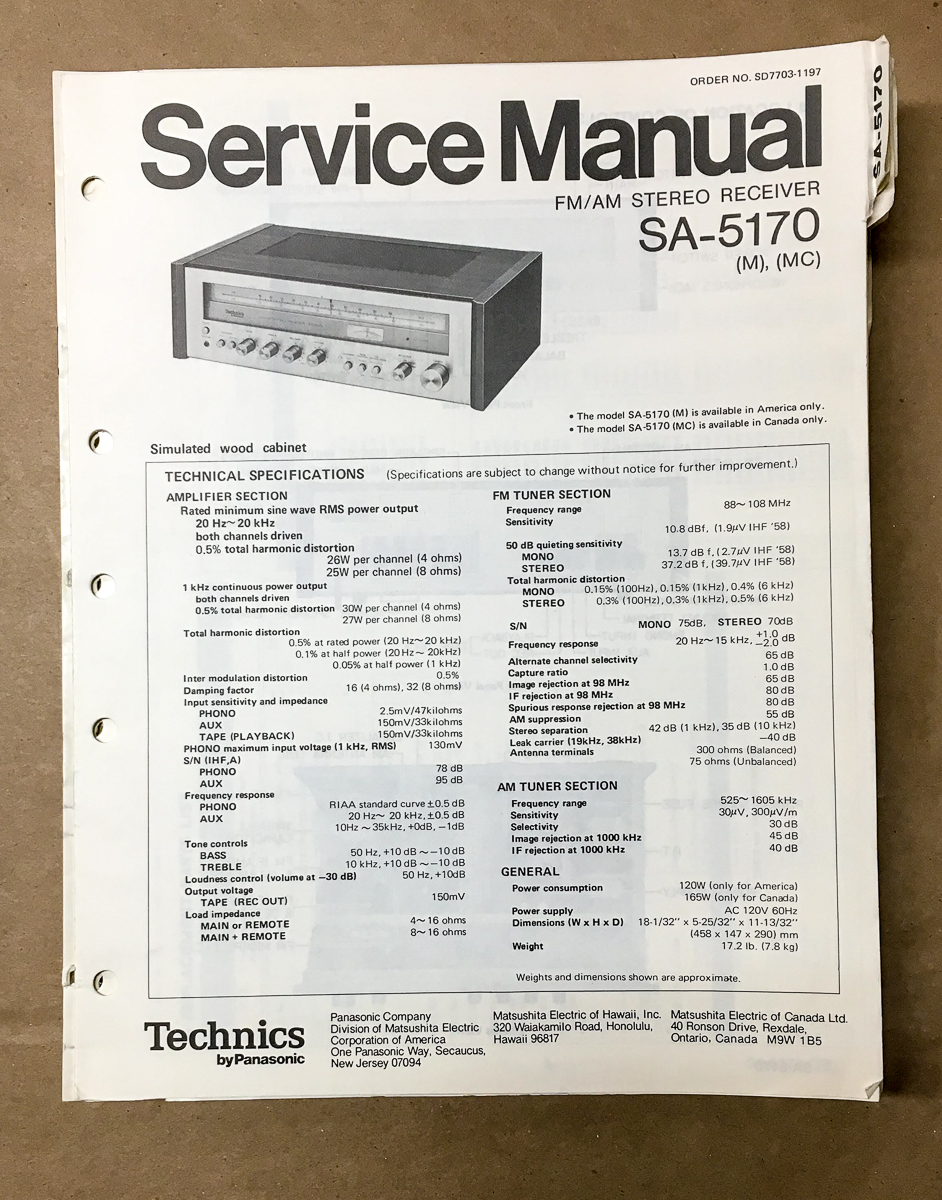 ORDER NO. SD7703-1197
SA-5170
Service Manual
FM/AM STEREO RECEIVER
SA-5170
(M), (MC)
Technics
• The model SA-5170 (M) is available in America only.
• The model SA-5170 (MC) is available in Canada only.
Simulated wood cabinet
TECHNICAL SPECIFICATIONS (Specifications are subject to change without notice for further improvement.)
AMPLIFIER SECTION
Rated minimum sine wave RMS power output
20 Hz~20 kHz
both channels driven
0.5% total harmonic distortion
26W per channel (4 ohms)
25W per channel (8 ohms)
1 kHz continuous power output
both channels driven
0.5% total harmonic distortion 30W per channel (4 ohms)
27W per channel (8 ohms)
Total harmonic distortion
0.5% at rated power (20 Hz~20 kHz)
0.1% at half power (20 Hz~ 20kHz)
0.05% at half power (1 kHz)
Inter modulation distortion 0.5%
Damping factor 16 (4 ohms), 32 (8 ohms)
Input sensitivity and impedance
PHONO 2.5mV/47kilohms
AUX 150mV/33kilohms
TAPE (PLAYBACK) 150mV/33kilohms
PHONO maximum input voltage (1 kHz, RMS) 130mV
S/N (IHF,A)
PHONO 78 dB
AUX 95 dB
Frequency response
PHONO RIAA standard curve ±0.5 dB
AUX 20 Hz~ 20 kHz, ±0.5 dB
10Hz ~35kHz, +0dB, −1dB
Tone controls
BASS 50 Hz, +10 dB ~−10 dB
TREBLE 10 kHz, +10 dB ~−10 dB
Loudness control (volume at −30 dB) 50 Hz, +10dB
Output voltage
TAPE (REC OUT) 150mV
Load impedance
MAIN or REMOTE 4~ 16 ohms
MAIN + REMOTE 8~ 16 ohms
FM TUNER SECTION
Frequency range 88~ 108 MHz
Sensitivity 10.8 dBf, (1.9μV IHF '58)
50 dB quieting sensitivity
MONO 13.7 dB f, (2.7μV IHF '58)
STEREO 37.2 dB f, (39.7μV IHF '58)
Total harmonic distortion
MONO 0.15% (100Hz), 0.15% (1kHz), 0.4% (6 kHz)
STEREO 0.3% (100Hz), 0.3% (1kHz), 0.5% (6 kHz)
S/N MONO 75dB, STEREO 70dB
Frequency response 20 Hz~ 15 kHz, +1.0 −2.0 dB
Alternate channel selectivity 65 dB
Capture ratio 1.0 dB
Image rejection at 98 MHz 65 dB
IF rejection at 98 MHz 80 dB
Spurious response rejection at 98 MHz 80 dB
AM suppression 55 dB
Stereo separation 42 dB (1 kHz), 35 dB (10 kHz)
Leak carrier (19kHz, 38kHz) −40 dB
Antenna terminals 300 ohms (Balanced)
75 ohms (Unbalanced)
AM TUNER SECTION
Frequency range 525~ 1605 kHz
Sensitivity 30μV, 300μV/m
Selectivity 30 dB
Image rejection at 1000 kHz 45 dB
IF rejection at 1000 kHz 40 dB
GENERAL
Power consumption 120W (only for America)
165W (only for Canada)
Power supply AC 120V 60Hz
Dimensions (W x H x D) 18-1/32" x 5-25/32" x 11-13/32"
(458 x 147 x 290) mm
Weight 17.2 lb. (7.8 kg)
Weights and dimensions shown are approximate.
Technics
by Panasonic
Panasonic Company
Division of Matsushita Electric
Corporation of America
One Panasonic Way, Secaucus,
New Jersey 07094
Matsushita Electric of Hawaii, Inc.
320 Waiakamilo Road, Honolulu,
Hawaii 96817
Matsushita Electric of Canada Ltd.
40 Ronson Drive, Rexdale,
Ontario, Canada M9W 1B5